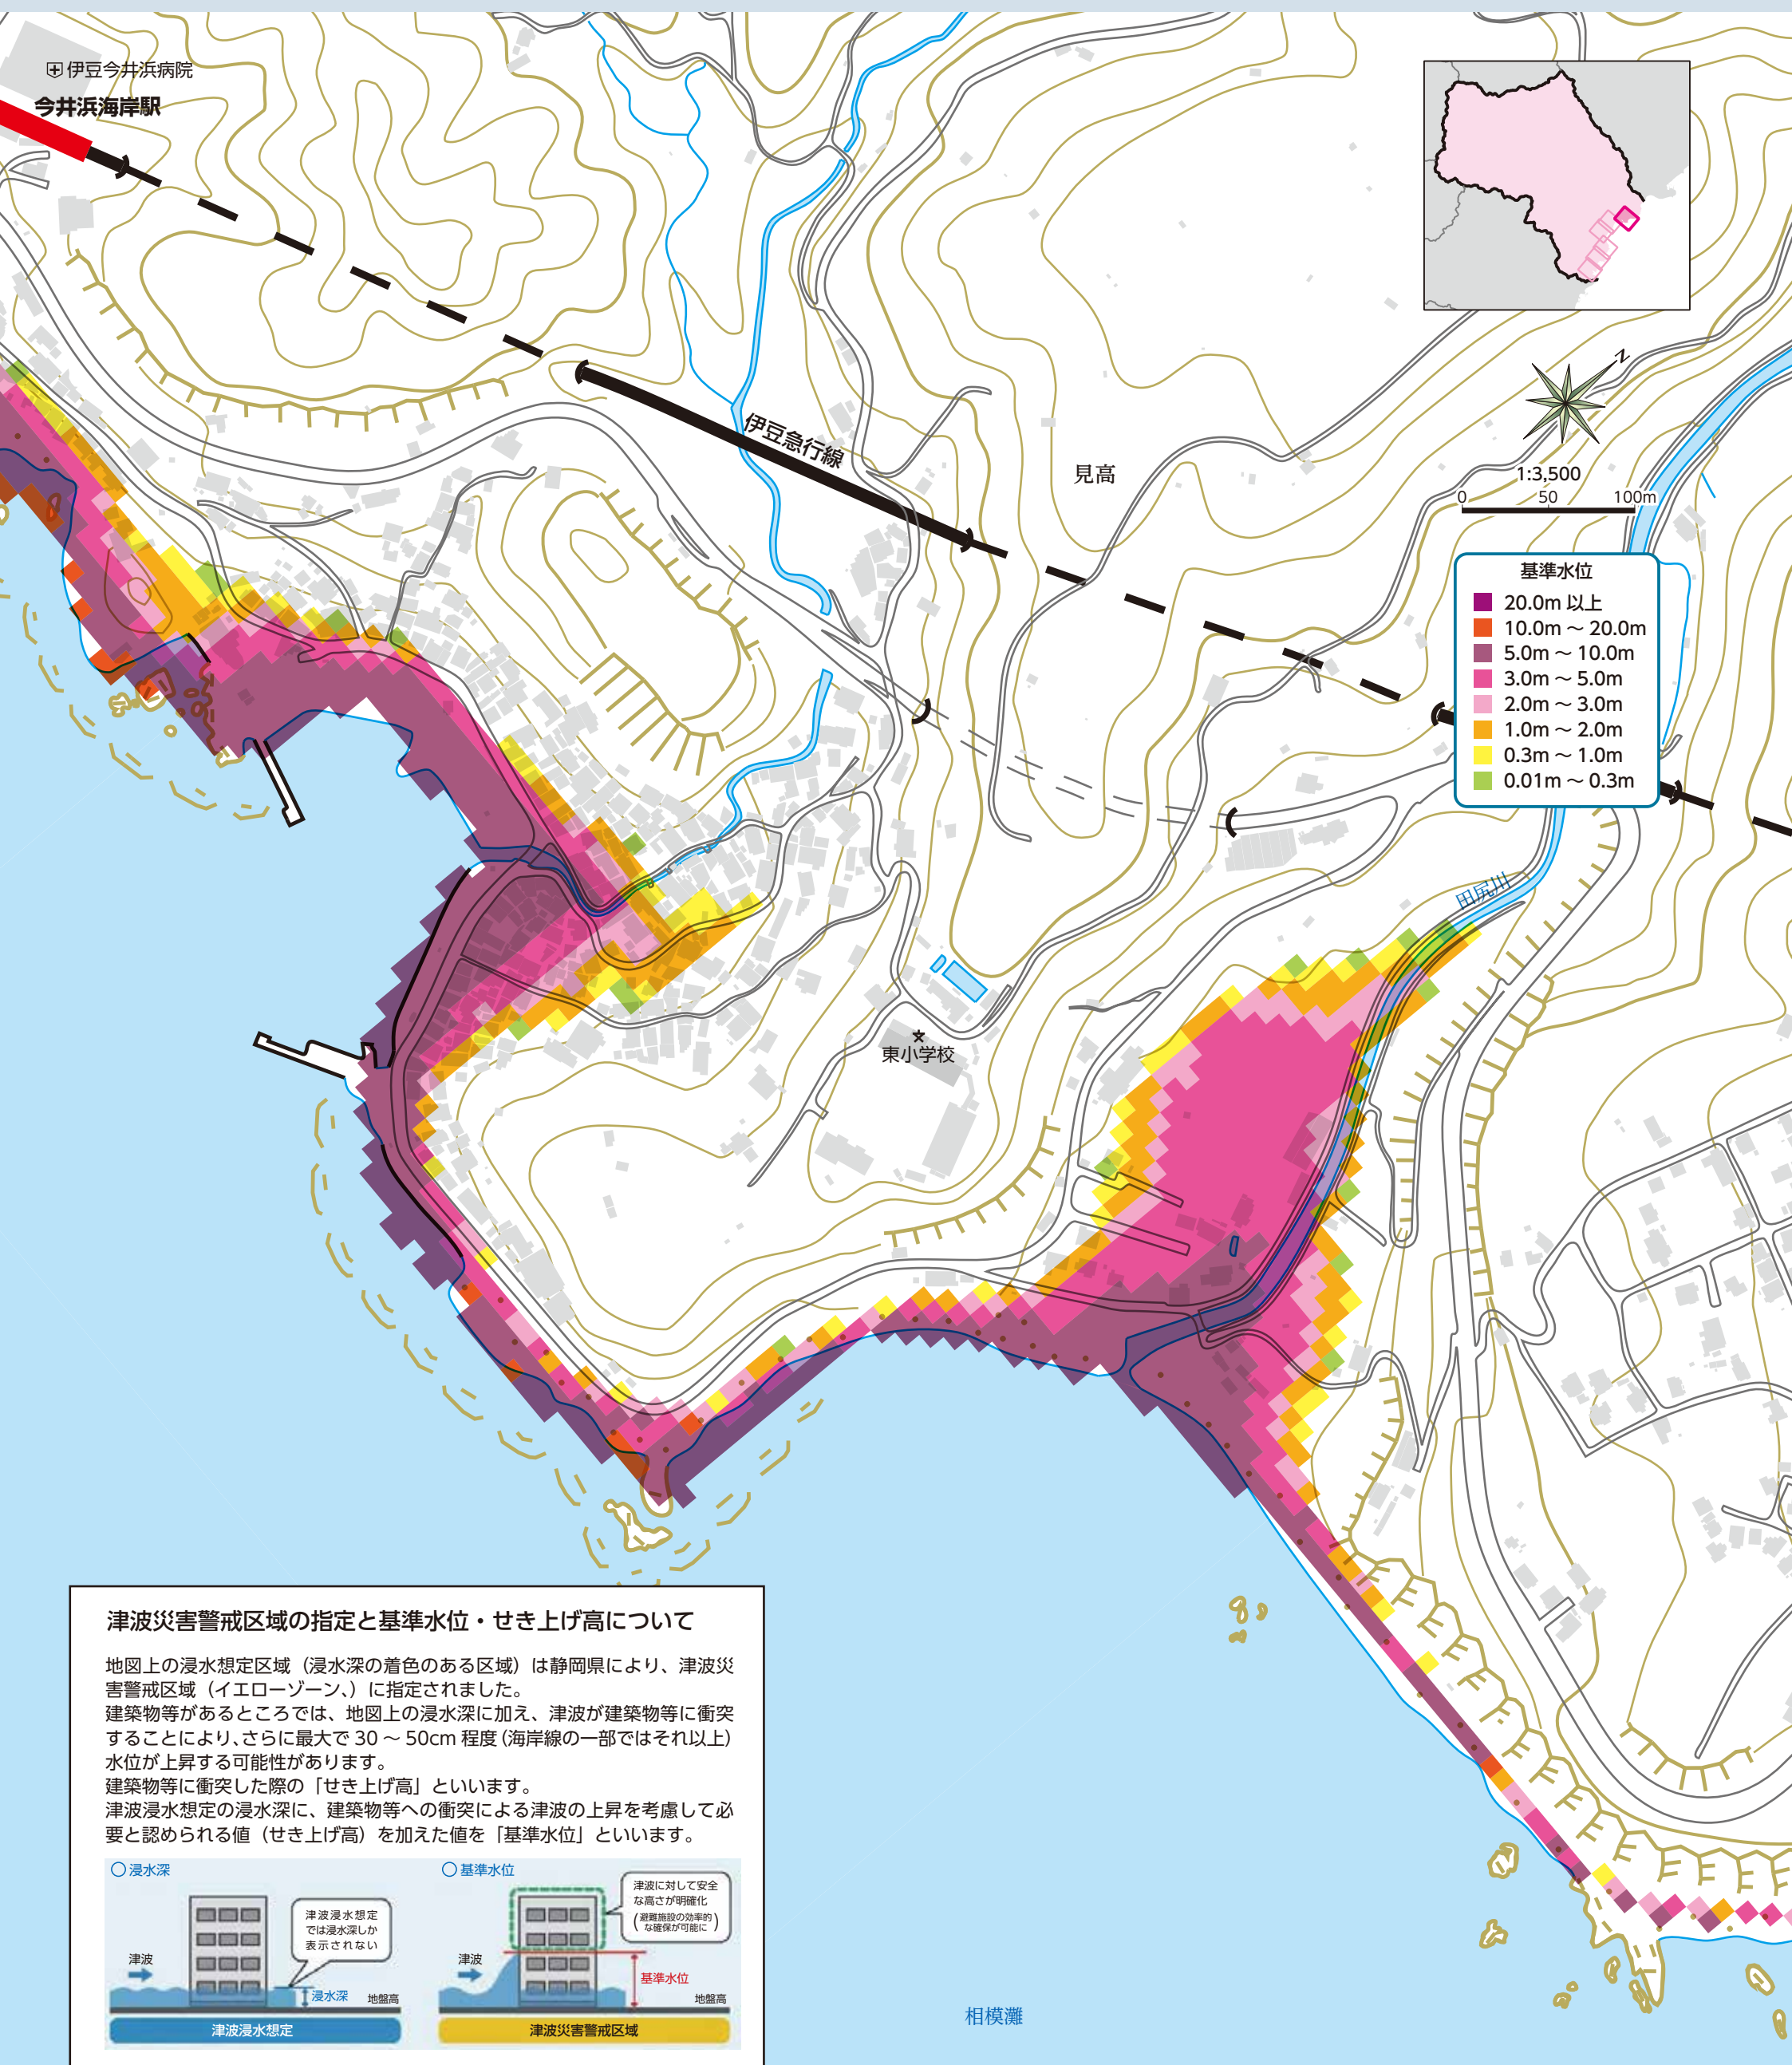 伊豆今井浜病院
今井浜海岸駅
伊豆急行線
見高
N
1:3,500
0 50 100m
基準水位
20.0m 以上
10.0m ～ 20.0m
5.0m ～ 10.0m
3.0m ～ 5.0m
2.0m ～ 3.0m
1.0m ～ 2.0m
0.3m ～ 1.0m
0.01m ～ 0.3m
田尻川
東小学校
津波災害警戒区域の指定と基準水位・せき上げ高について
地図上の浸水想定区域（浸水深の着色のある区域）は静岡県により、津波災
害警戒区域（イエローゾーン、）に指定されました。
建築物等があるところでは、地図上の浸水深に加え、津波が建築物等に衝突
することにより、さらに最大で 30 ～ 50cm 程度（海岸線の一部ではそれ以上）
水位が上昇する可能性があります。
建築物等に衝突した際の「せき上げ高」といいます。
津波浸水想定の浸水深に、建築物等への衝突による津波の上昇を考慮して必
要と認められる値（せき上げ高）を加えた値を「基準水位」といいます。
○浸水深
津波浸水想定
では浸水深しか
表示されない
津波
浸水深
地盤高
津波浸水想定
○基準水位
津波に対して安全
な高さが明確化
（避難施設の効率的
な確保が可能に）
津波
基準水位
地盤高
津波災害警戒区域
相模灘